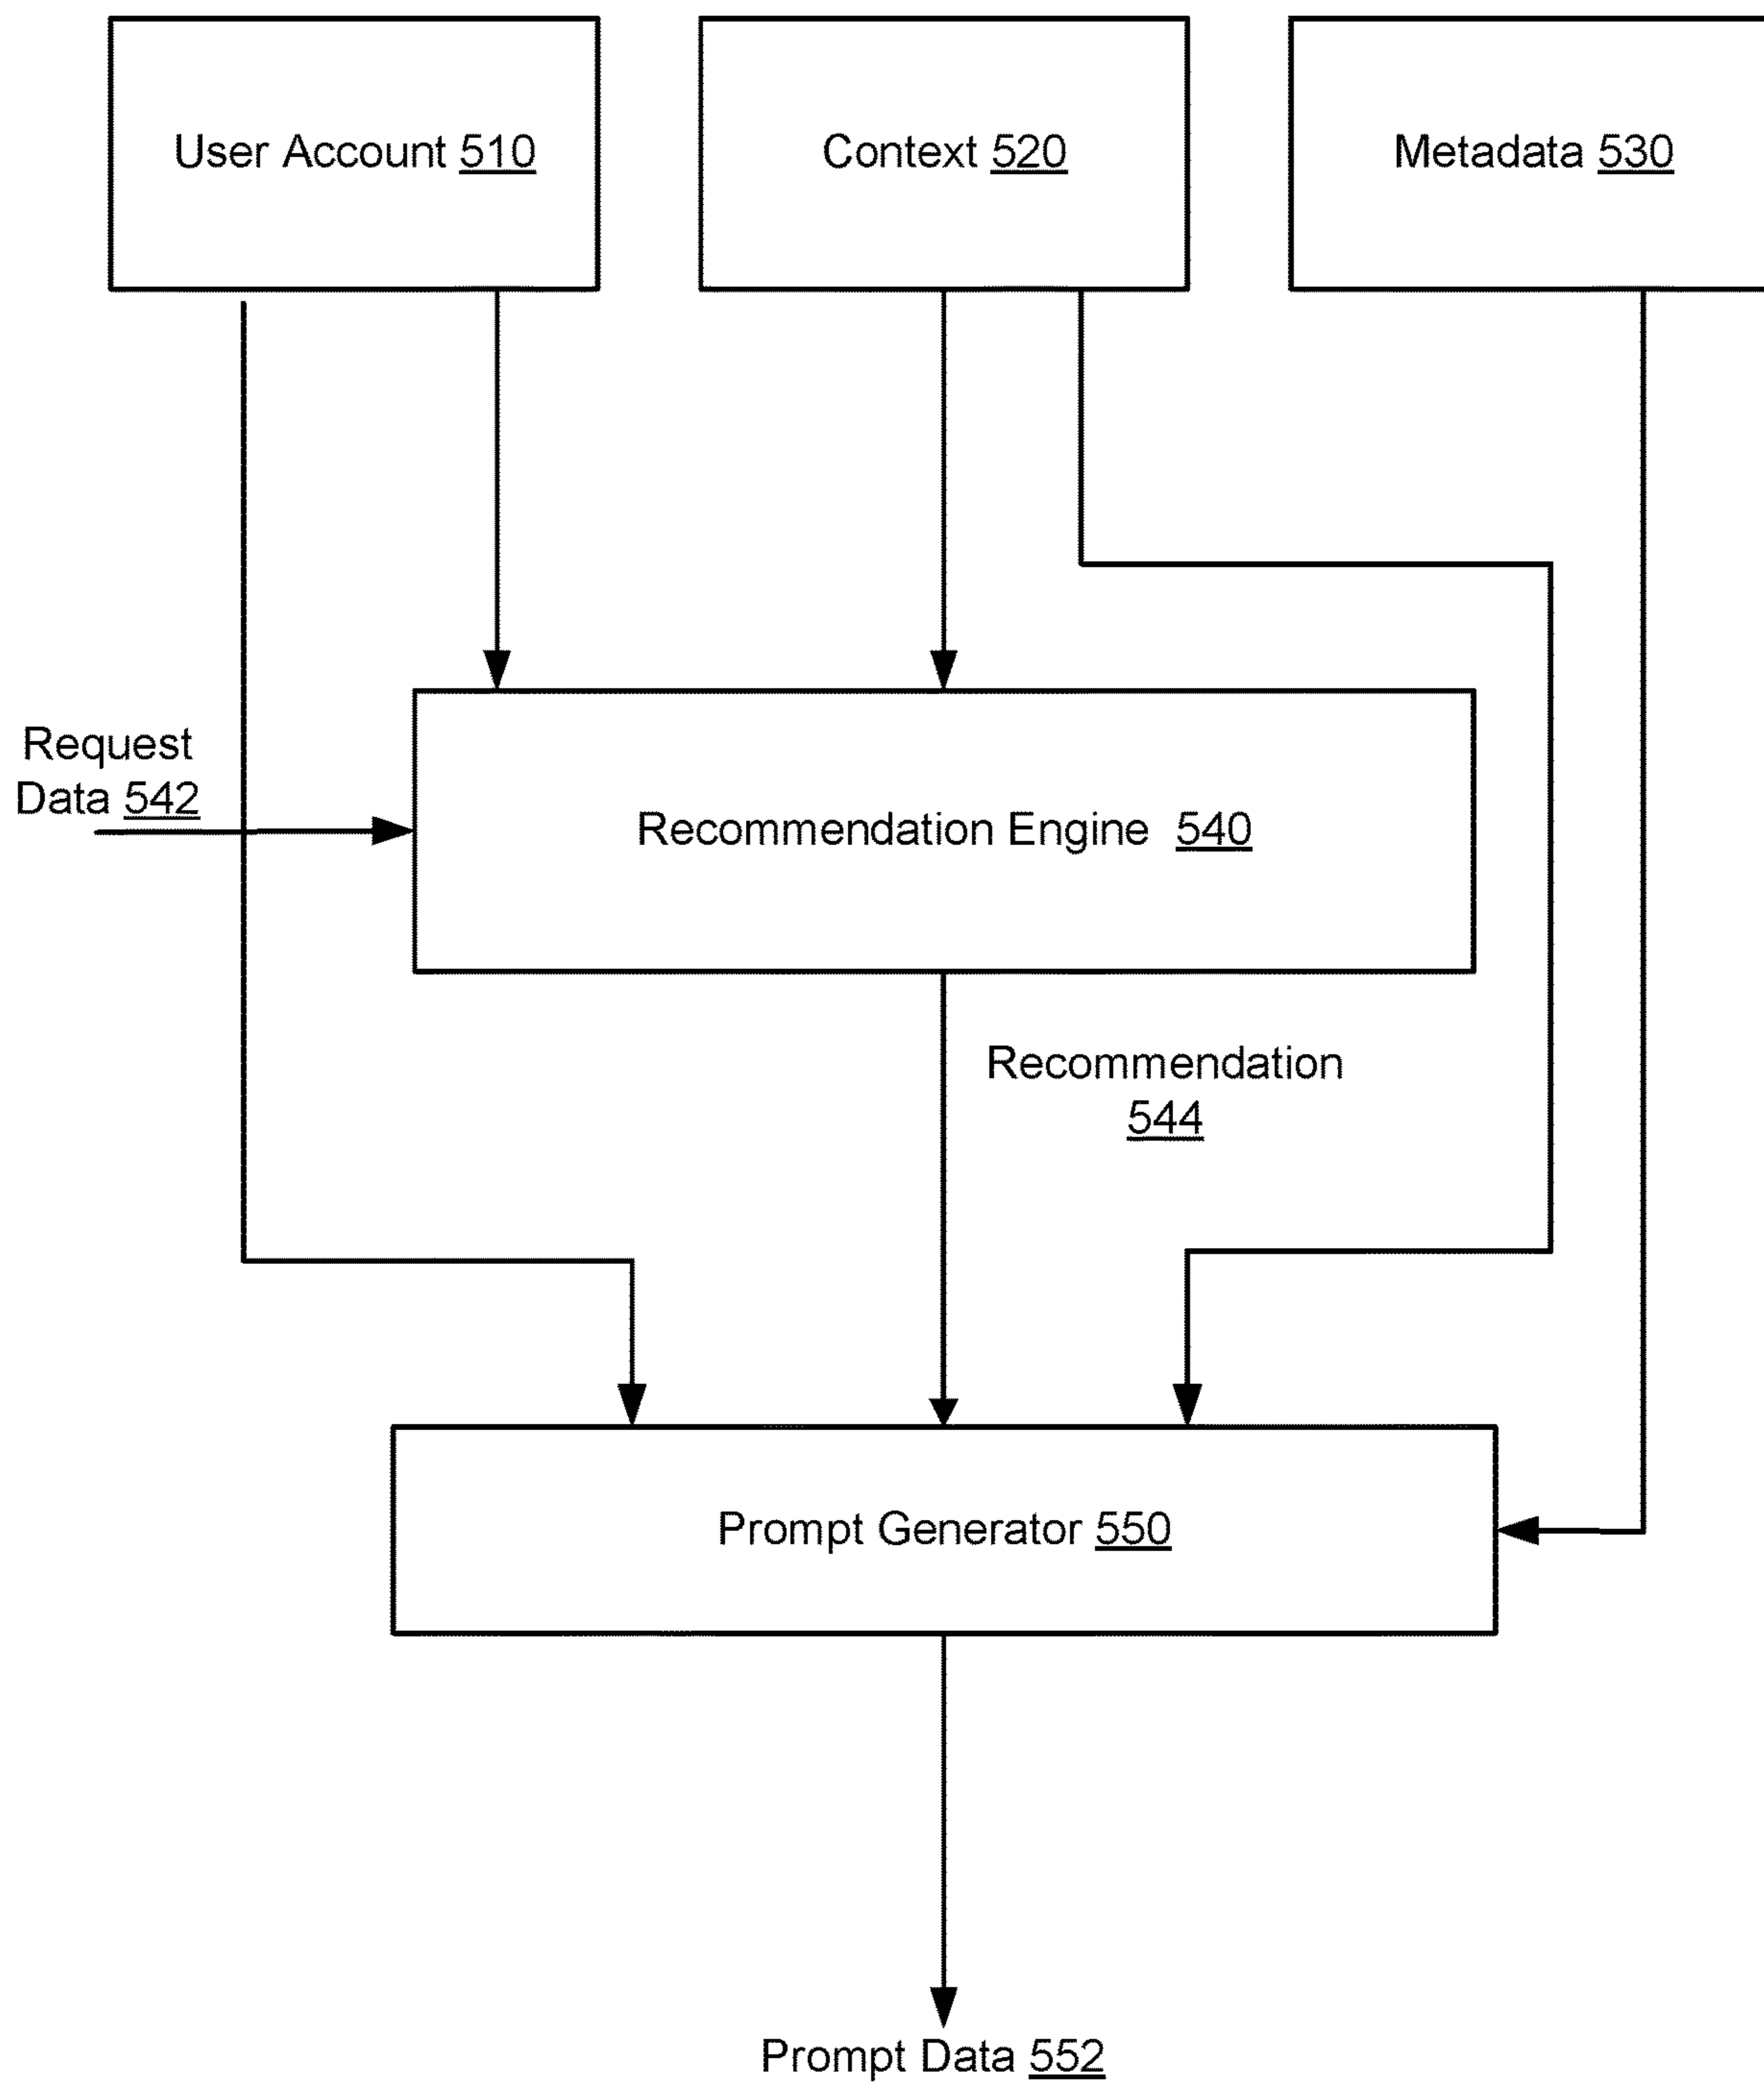 User Account 510
Context 520
Metadata 530
Request
Data 542
Recommendation Engine 540
Recommendation
544
Prompt Generator 550
Prompt Data 552